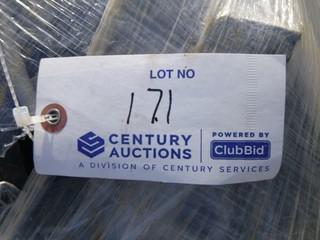 LOT NO
171
CENTURY
AUCTIONS
A DIVISION OF CENTURY SERVICES
POWERED BY
ClubBid